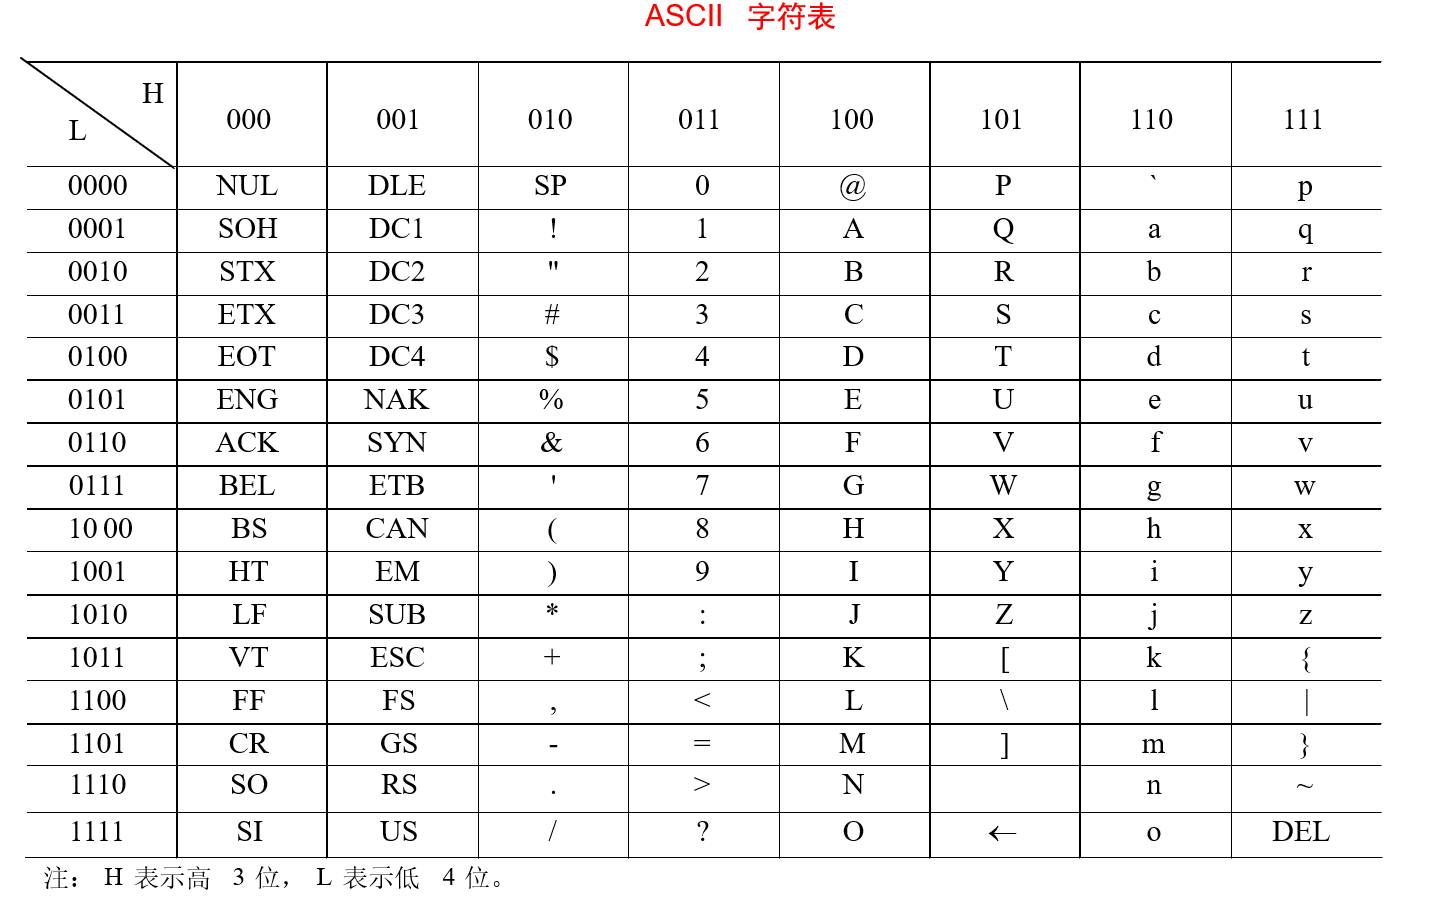 ASCII 字符表
H
L 000 001 010 011 100 101 110 111
0000 NUL DLE SP 0 @ P ` p
0001 SOH DC1 ! 1 A Q a q
0010 STX DC2 " 2 B R b r
0011 ETX DC3 # 3 C S c s
0100 EOT DC4 $ 4 D T d t
0101 ENG NAK % 5 E U e u
0110 ACK SYN & 6 F V f v
0111 BEL ETB ' 7 G W g w
10 00 BS CAN ( 8 H X h x
1001 HT EM ) 9 I Y i y
1010 LF SUB * : J Z j z
1011 VT ESC + ; K [ k {
1100 FF FS , < L \ l |
1101 CR GS - = M ] m }
1110 SO RS . > N n ~
1111 SI US / ? O ← o DEL
注： H 表示高 3 位， L 表示低 4 位。